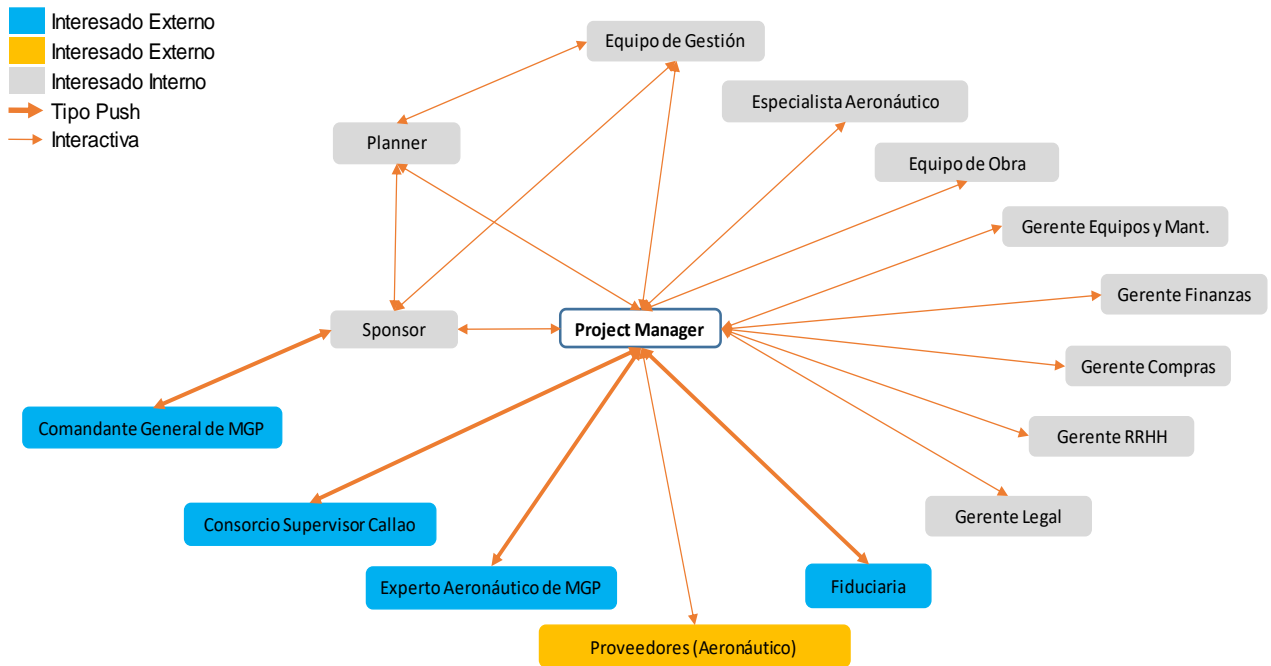 Interesado Externo
Interesado Externo
Interesado Interno
Tipo Push
Interactiva
Equipo de Gestión
Especialista Aeronáutico
Planner
Equipo de Obra
Gerente Equipos y Mant.
Gerente Finanzas
Sponsor
Project Manager
Gerente Compras
Comandante General de MGP
Gerente RRHH
Consorcio Supervisor Callao
Gerente Legal
Experto Aeronáutico de MGP
Fiduciaria
Proveedores (Aeronáutico)